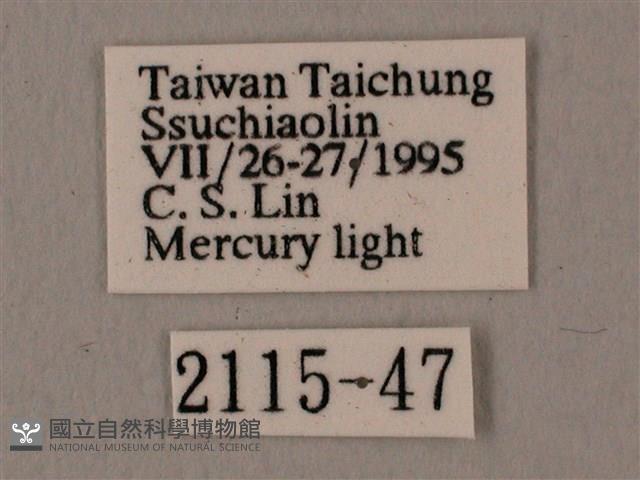 Taiwan Taichung
Ssuchiaolin
VII/26-27/1995
C. S. Lin
Mercury light
2115-47
國立自然科學博物館
NATIONAL MUSEUM OF NATURAL SCIENCE